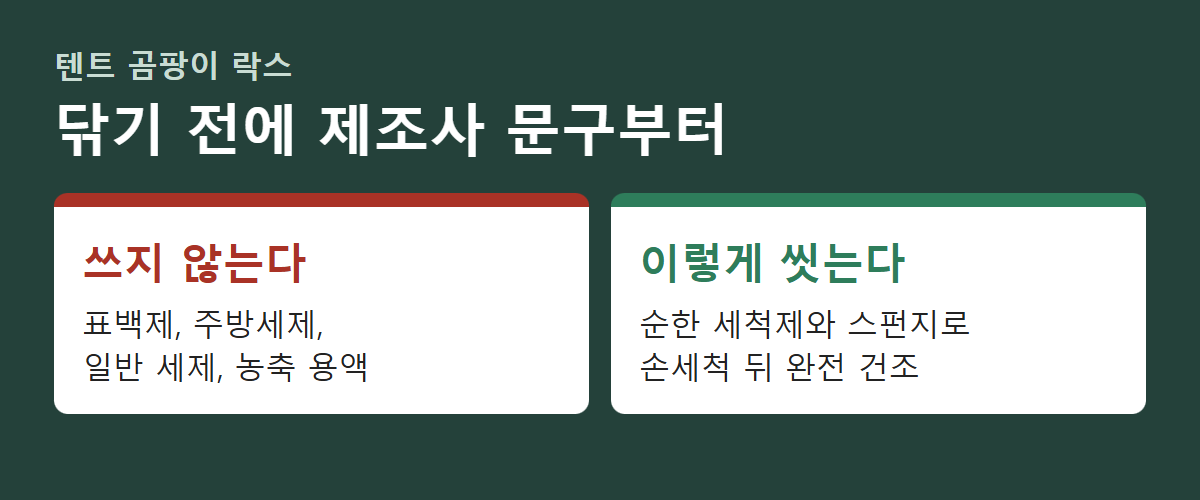 텐트 곰팡이 락스
닦기 전에 제조사 문구부터
쓰지 않는다
표백제, 주방세제,
일반 세제, 농축 용액
이렇게 씻는다
순한 세척제와 스펀지로
손세척 뒤 완전 건조